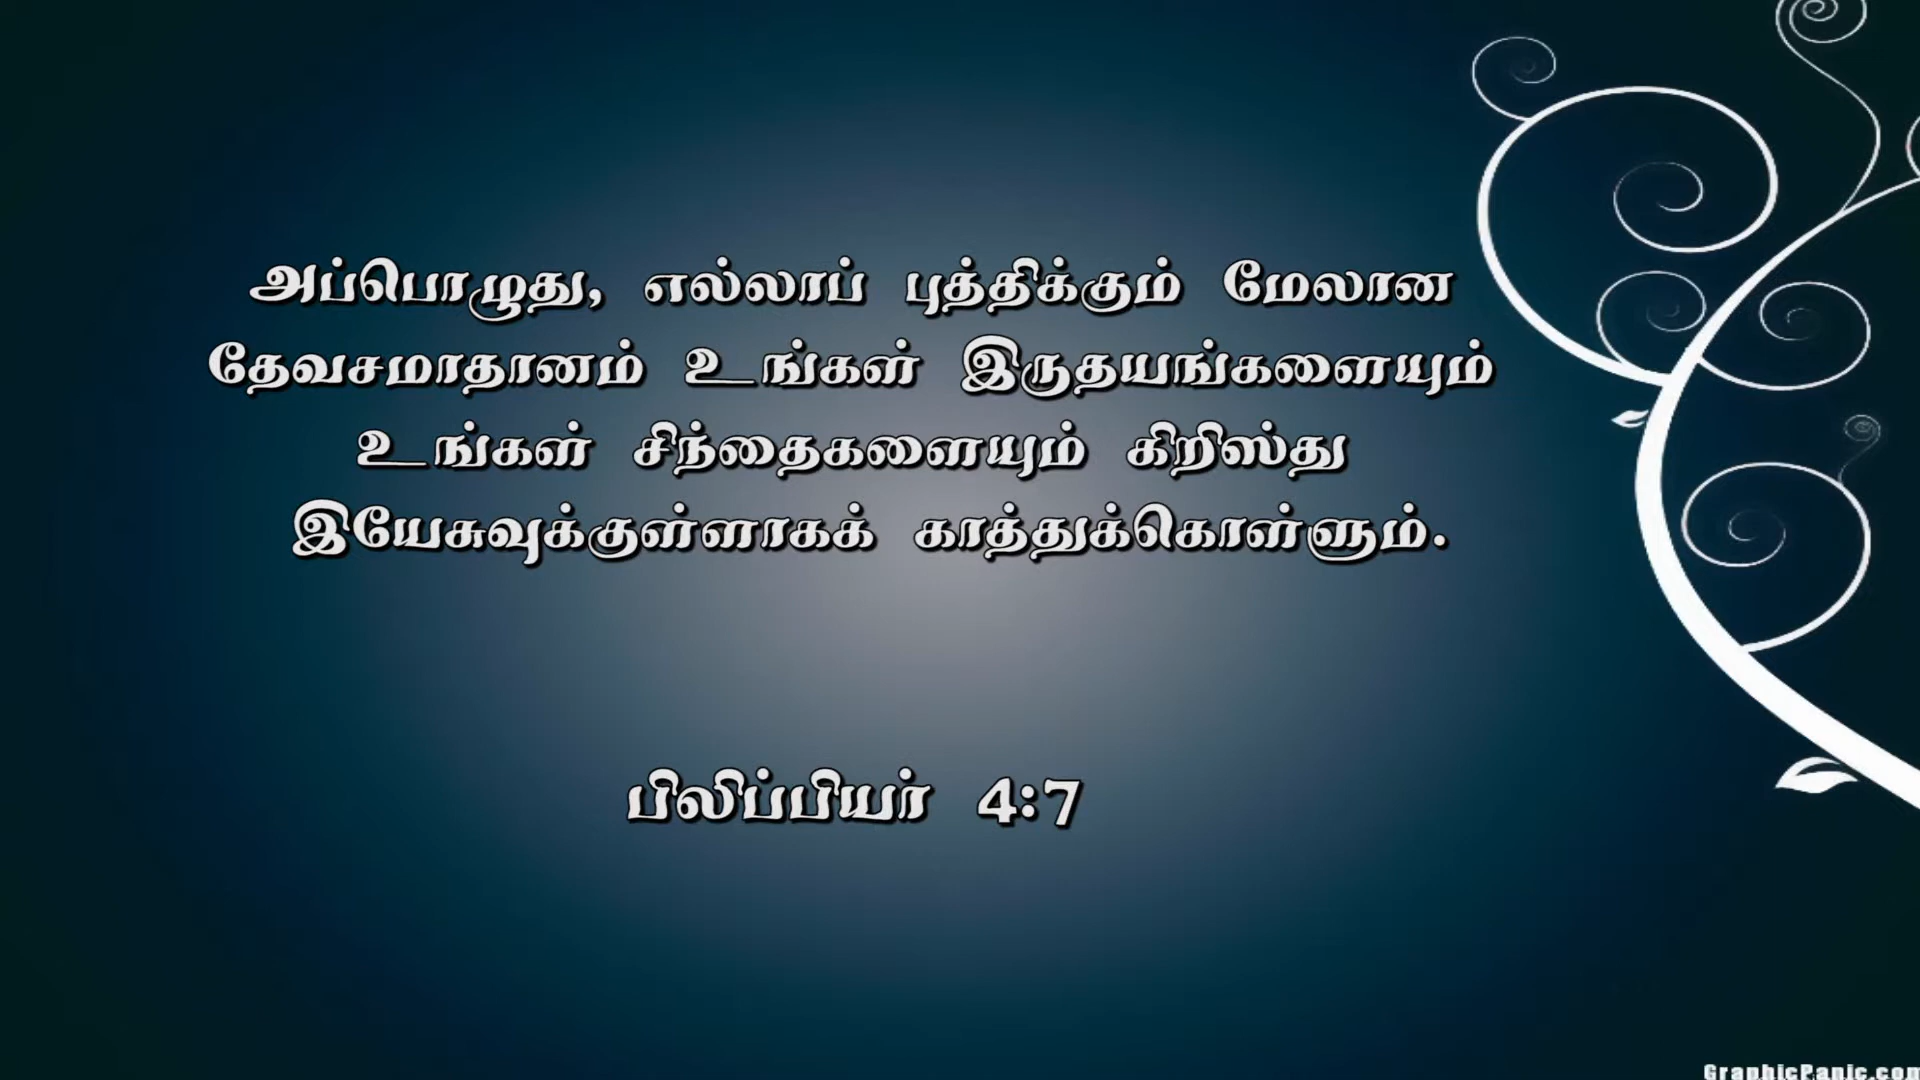 அப்பொழுது, எல்லாப் புத்திக்கும் மேலான
தேவசமாதானம் உங்கள் இருதயங்களையும்
உங்கள் சிந்தைகளையும் கிறிஸ்து
இயேசுவுக்குள்ளாகக் காத்துக்கொள்ளும்.
பிலிப்பியர் 4:7
GraphicPanic.com